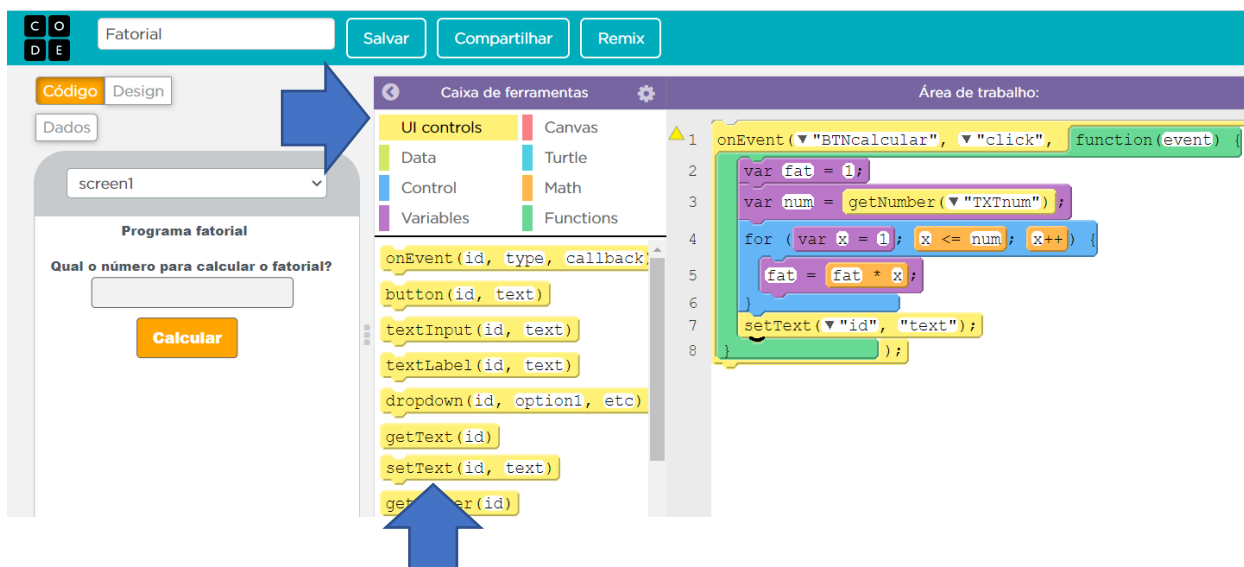 C O
D E
Fatorial
Salvar
Compartilhar
Remix
Código
Design
Dados
screen1
Programa fatorial
Qual o número para calcular o fatorial?
Calcular
Caixa de ferramentas
UI controls
Canvas
Data
Turtle
Control
Math
Variables
Functions
onEvent(id, type, callback)
button(id, text)
textInput(id, text)
textLabel(id, text)
dropdown(id, option1, etc)
getText(id)
setText(id, text)
Área de trabalho:
1 onEvent(▼"BTNcalcular", ▼"click", function(event) {
2 var fat = 1;
3 var num = getNumber(▼"TXTnum");
4 for (var x = 1; x <= num; x++) {
5 fat = fat * x;
6 }
7 setText(▼"id", "text");
8 } );